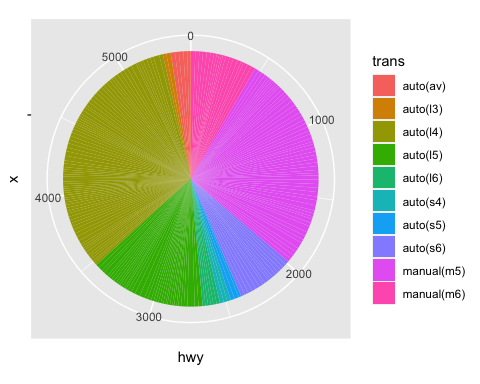 0
1000
2000
3000
4000
5000
x
hwy
trans
auto(av)
auto(l3)
auto(l4)
auto(l5)
auto(l6)
auto(s4)
auto(s5)
auto(s6)
manual(m5)
manual(m6)